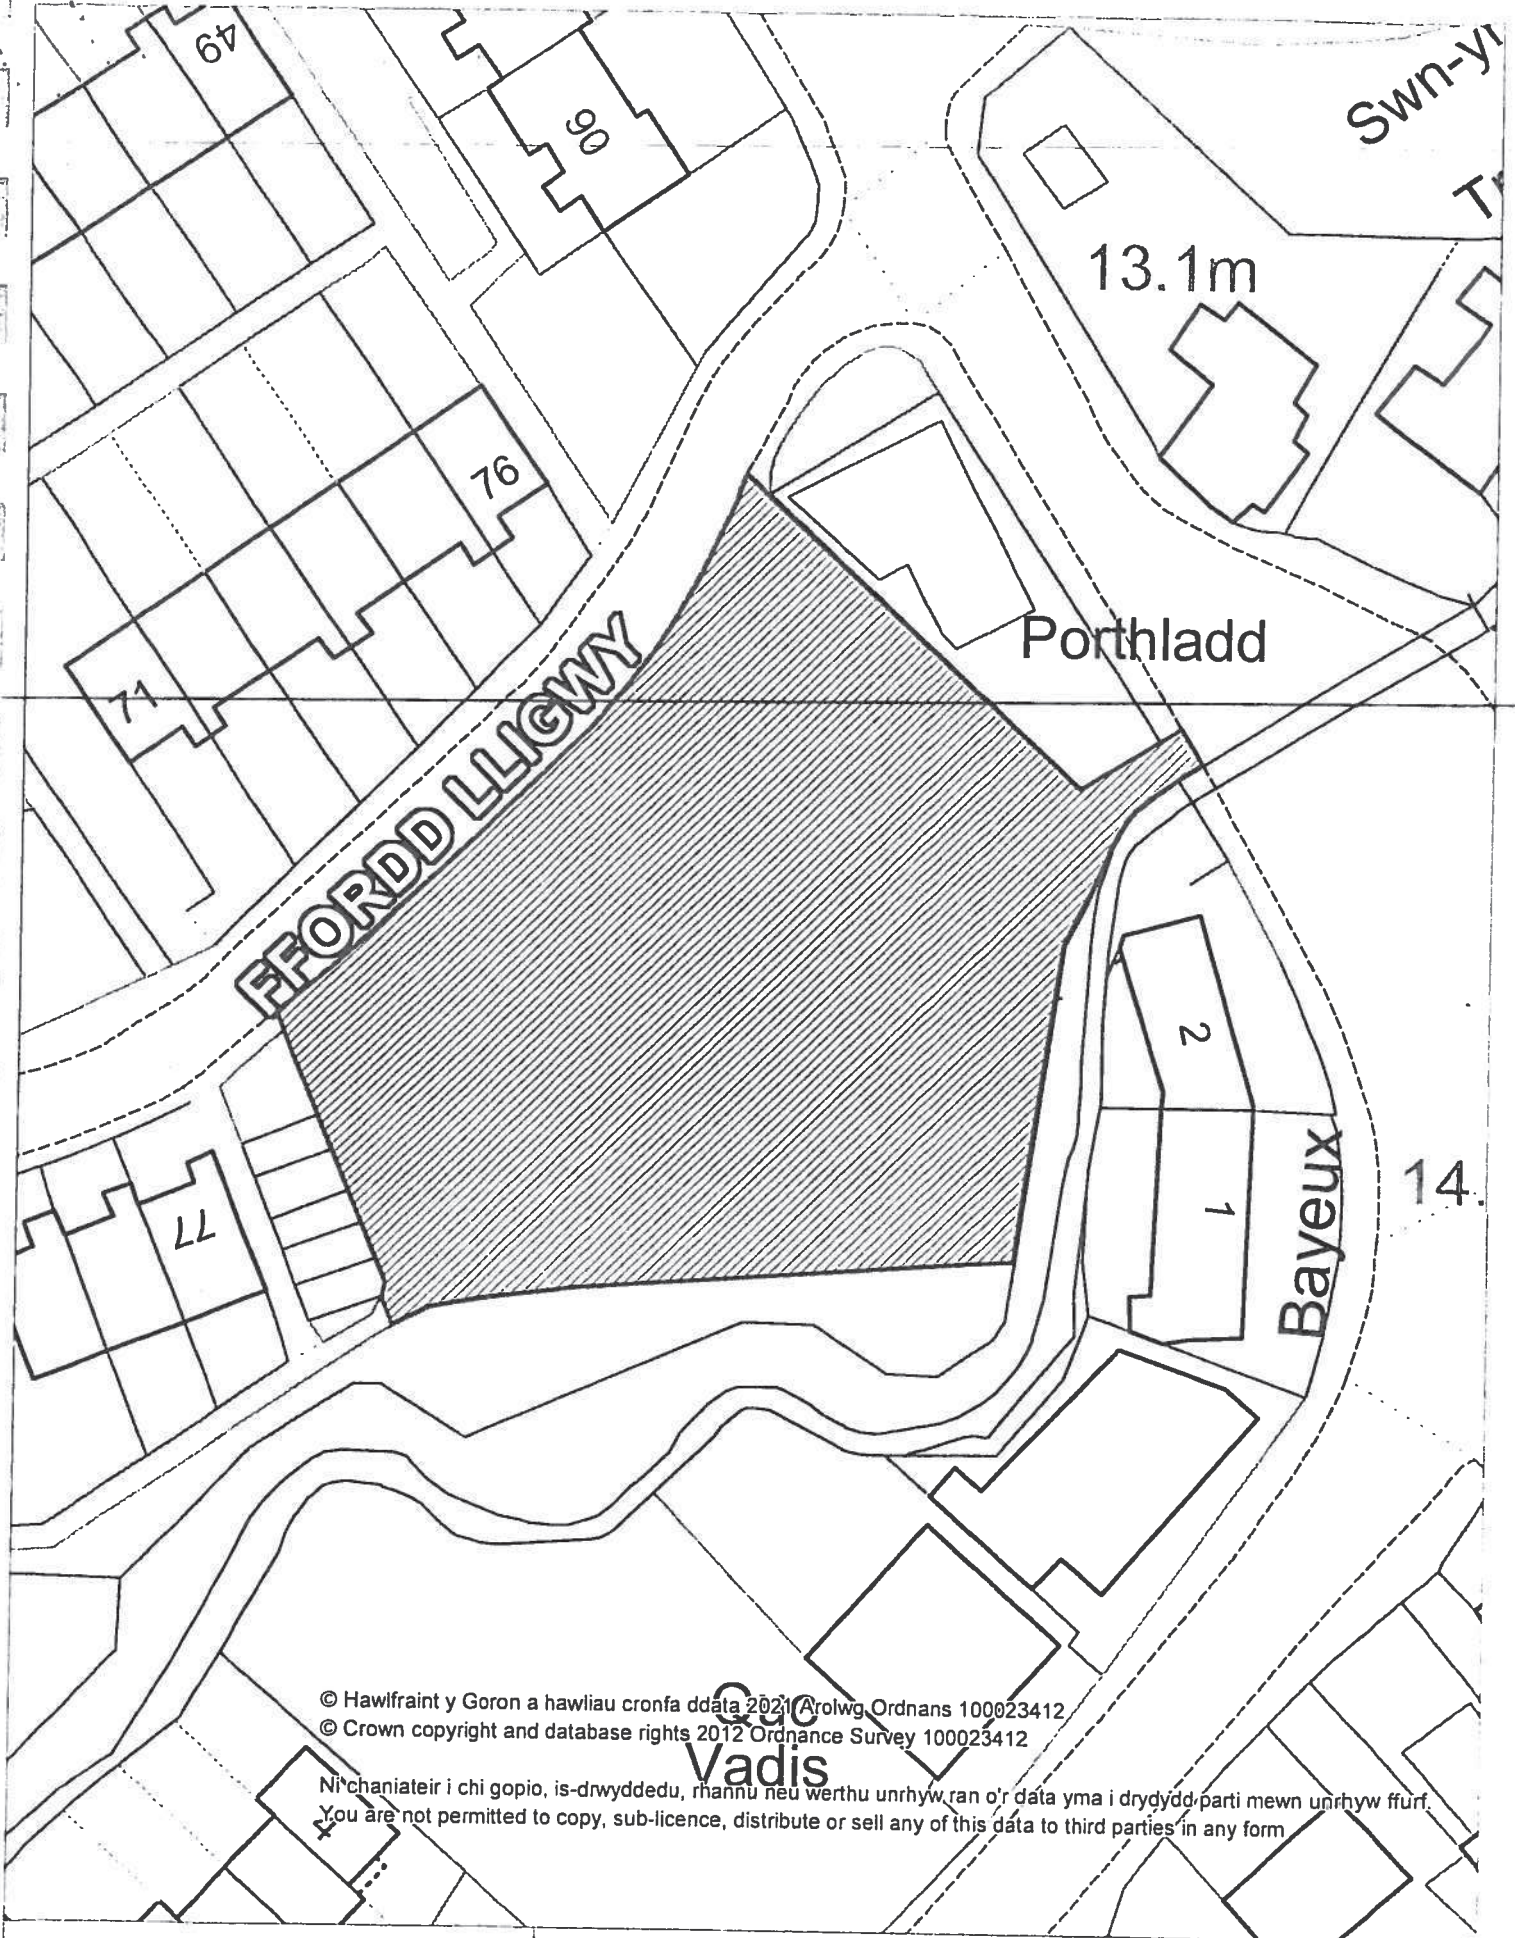 49
90
Swn-yr
13.1m
76
Porthladd
71
FFORDD LLIGWY
2
Bayeux
14.
1
77
Quo
Vadis
© Hawlfraint y Goron a hawliau cronfa ddata 2021 Arolwg Ordnans 100023412
© Crown copyright and database rights 2012 Ordnance Survey 100023412
Ni chaniateir i chi gopio, is-drwyddedu, rhannu neu werthu unrhyw ran o'r data yma i drydydd parti mewn unrhyw ffurf.
You are not permitted to copy, sub-licence, distribute or sell any of this data to third parties in any form
4